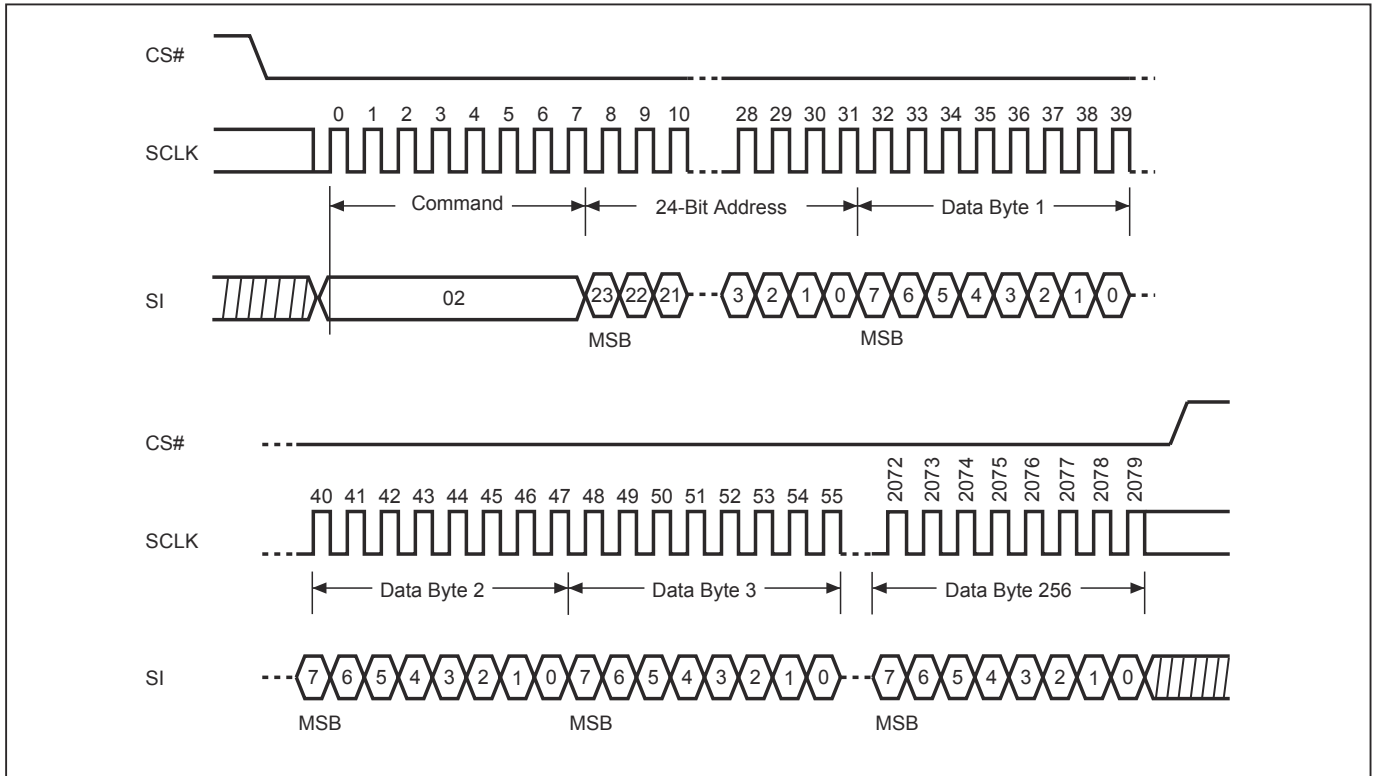 CS#
0 1 2 3 4 5 6 7 8 9 10 28 29 30 31 32 33 34 35 36 37 38 39
SCLK
Command 24-Bit Address Data Byte 1
SI 02 23 22 21 3 2 1 0 7 6 5 4 3 2 1 0
MSB MSB
CS#
40 41 42 43 44 45 46 47 48 49 50 51 52 53 54 55 2072 2073 2074 2075 2076 2077 2078 2079
SCLK
Data Byte 2 Data Byte 3 Data Byte 256
SI 7 6 5 4 3 2 1 0 7 6 5 4 3 2 1 0 7 6 5 4 3 2 1 0
MSB MSB MSB